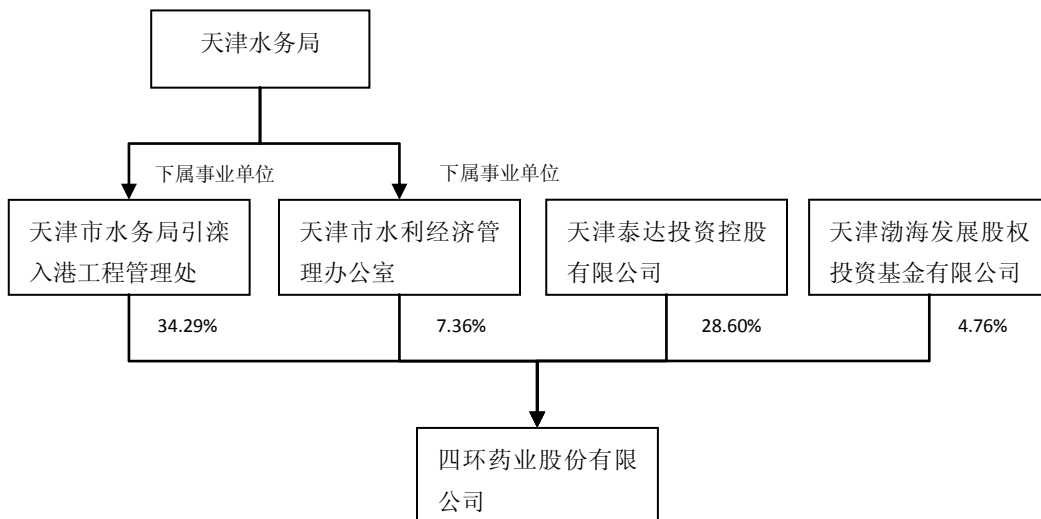 天津水务局
下属事业单位
下属事业单位
天津市水务局引滦
入港工程管理处
天津市水利经济管
理办公室
天津泰达投资控股
有限公司
天津渤海发展股权
投资基金有限公司
34.29%
7.36%
28.60%
4.76%
四环药业股份有限
公司